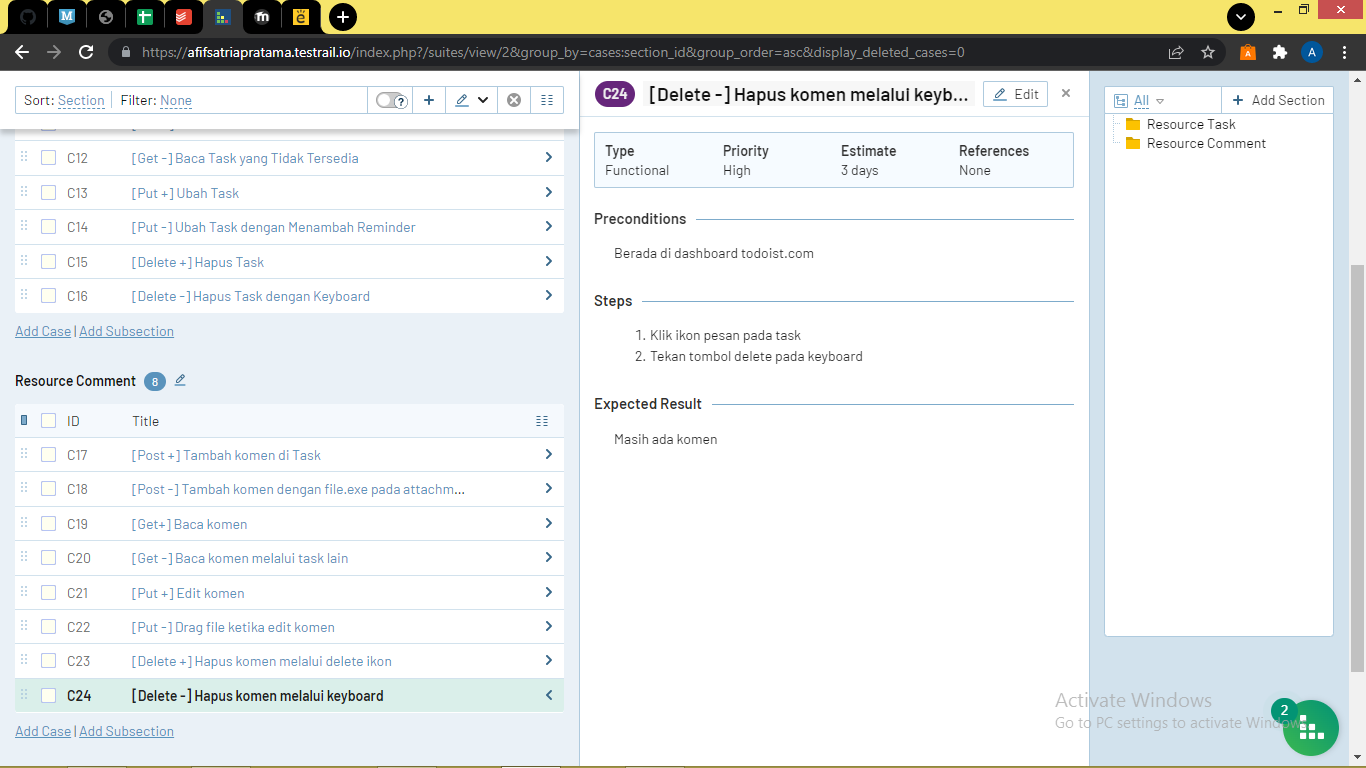 https://afifsatriapratama.testrail.io/index.php?/suites/view/2&group_by=cases:section_id&group_order=asc&display_deleted_cases=0
A
A
Sort: Section Filter: None
?
C12 [Get -] Baca Task yang Tidak Tersedia
C13 [Put +] Ubah Task
C14 [Put -] Ubah Task dengan Menambah Reminder
C15 [Delete +] Hapus Task
C16 [Delete -] Hapus Task dengan Keyboard
Add Case | Add Subsection
Resource Comment 8
ID Title
C17 [Post +] Tambah komen di Task
C18 [Post -] Tambah komen dengan file.exe pada attachm...
C19 [Get+] Baca komen
C20 [Get -] Baca komen melalui task lain
C21 [Put +] Edit komen
C22 [Put -] Drag file ketika edit komen
C23 [Delete +] Hapus komen melalui delete ikon
C24 [Delete -] Hapus komen melalui keyboard
Add Case | Add Subsection
C24 [Delete -] Hapus komen melalui keyb... Edit
Type Priority Estimate References
Functional High 3 days None
Preconditions
Berada di dashboard todoist.com
Steps
1. Klik ikon pesan pada task
2. Tekan tombol delete pada keyboard
Expected Result
Masih ada komen
All + Add Section
Resource Task
Resource Comment
Activate Windows
Go to PC settings to activate Windows.
2